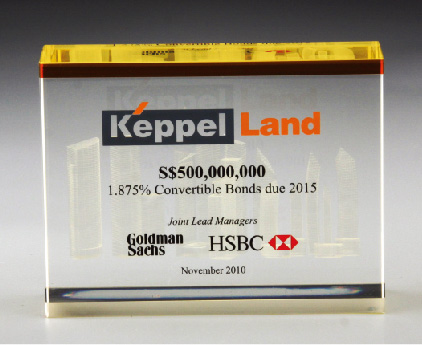 Keppel Land
S$500,000,000
1.875% Convertible Bonds due 2015
Joint Lead Managers
Goldman Sachs HSBC
November 2010